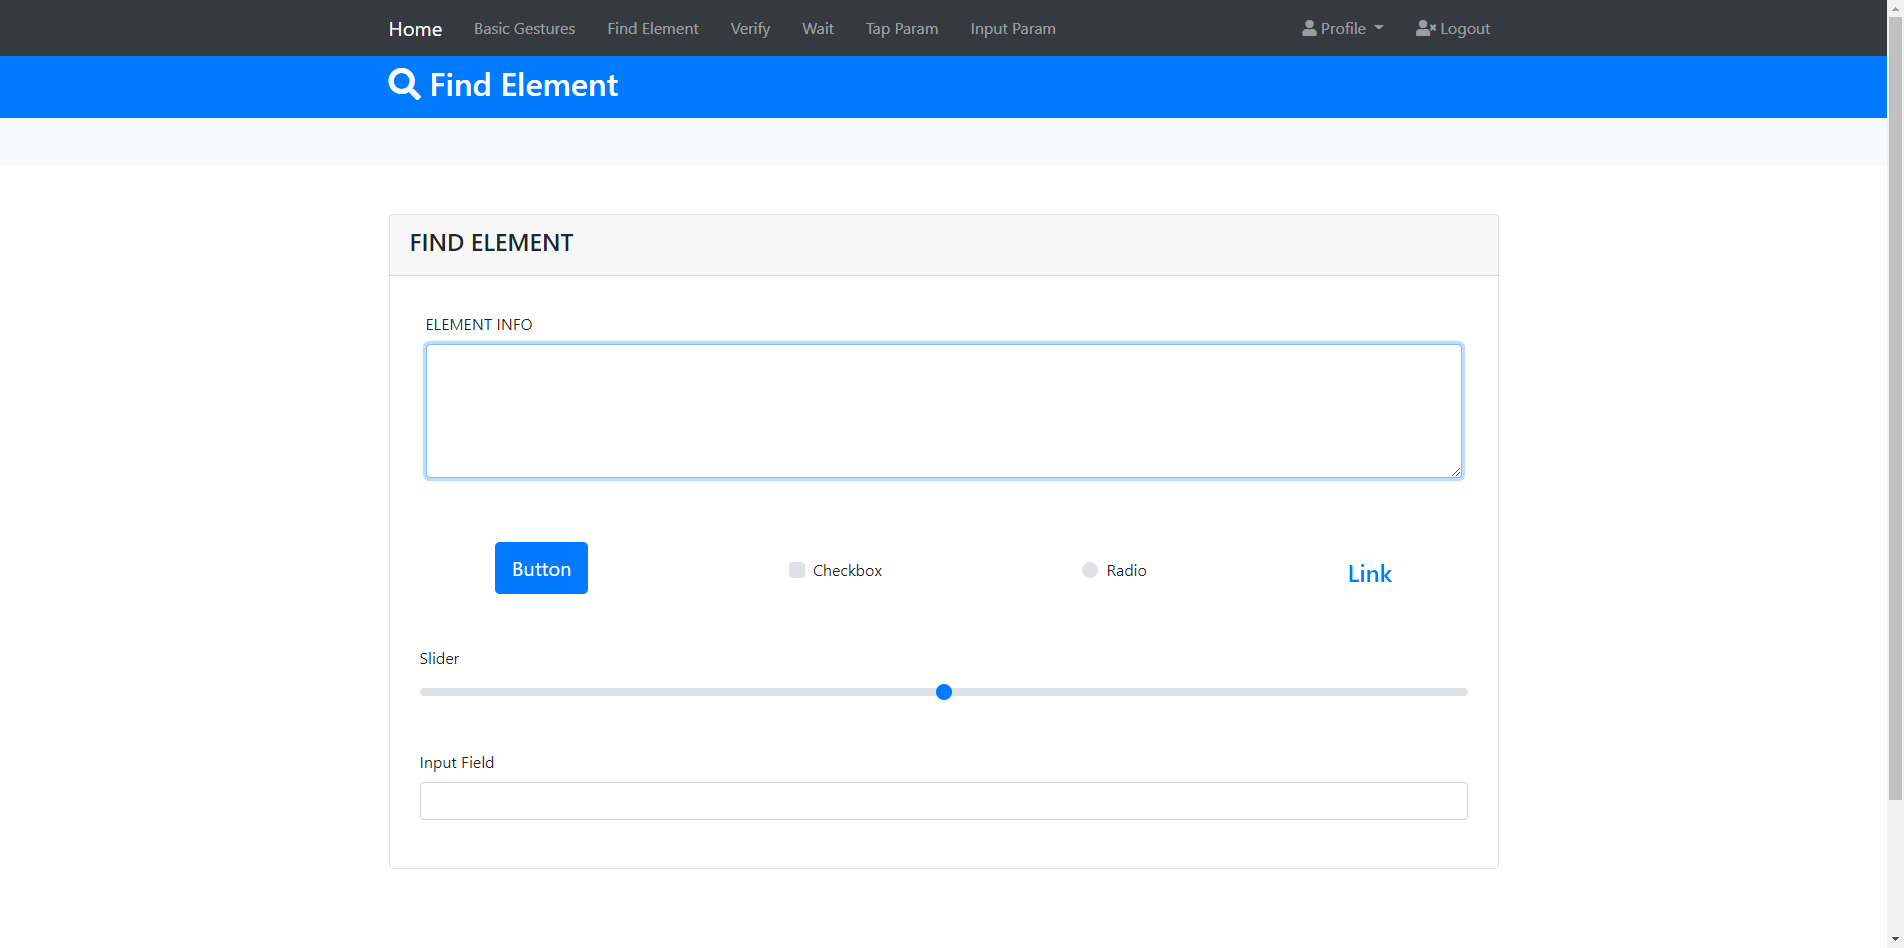 Home Basic Gestures Find Element Verify Wait Tap Param Input Param Profile Logout
Find Element
FIND ELEMENT
ELEMENT INFO
Button Checkbox Radio Link
Slider
Input Field